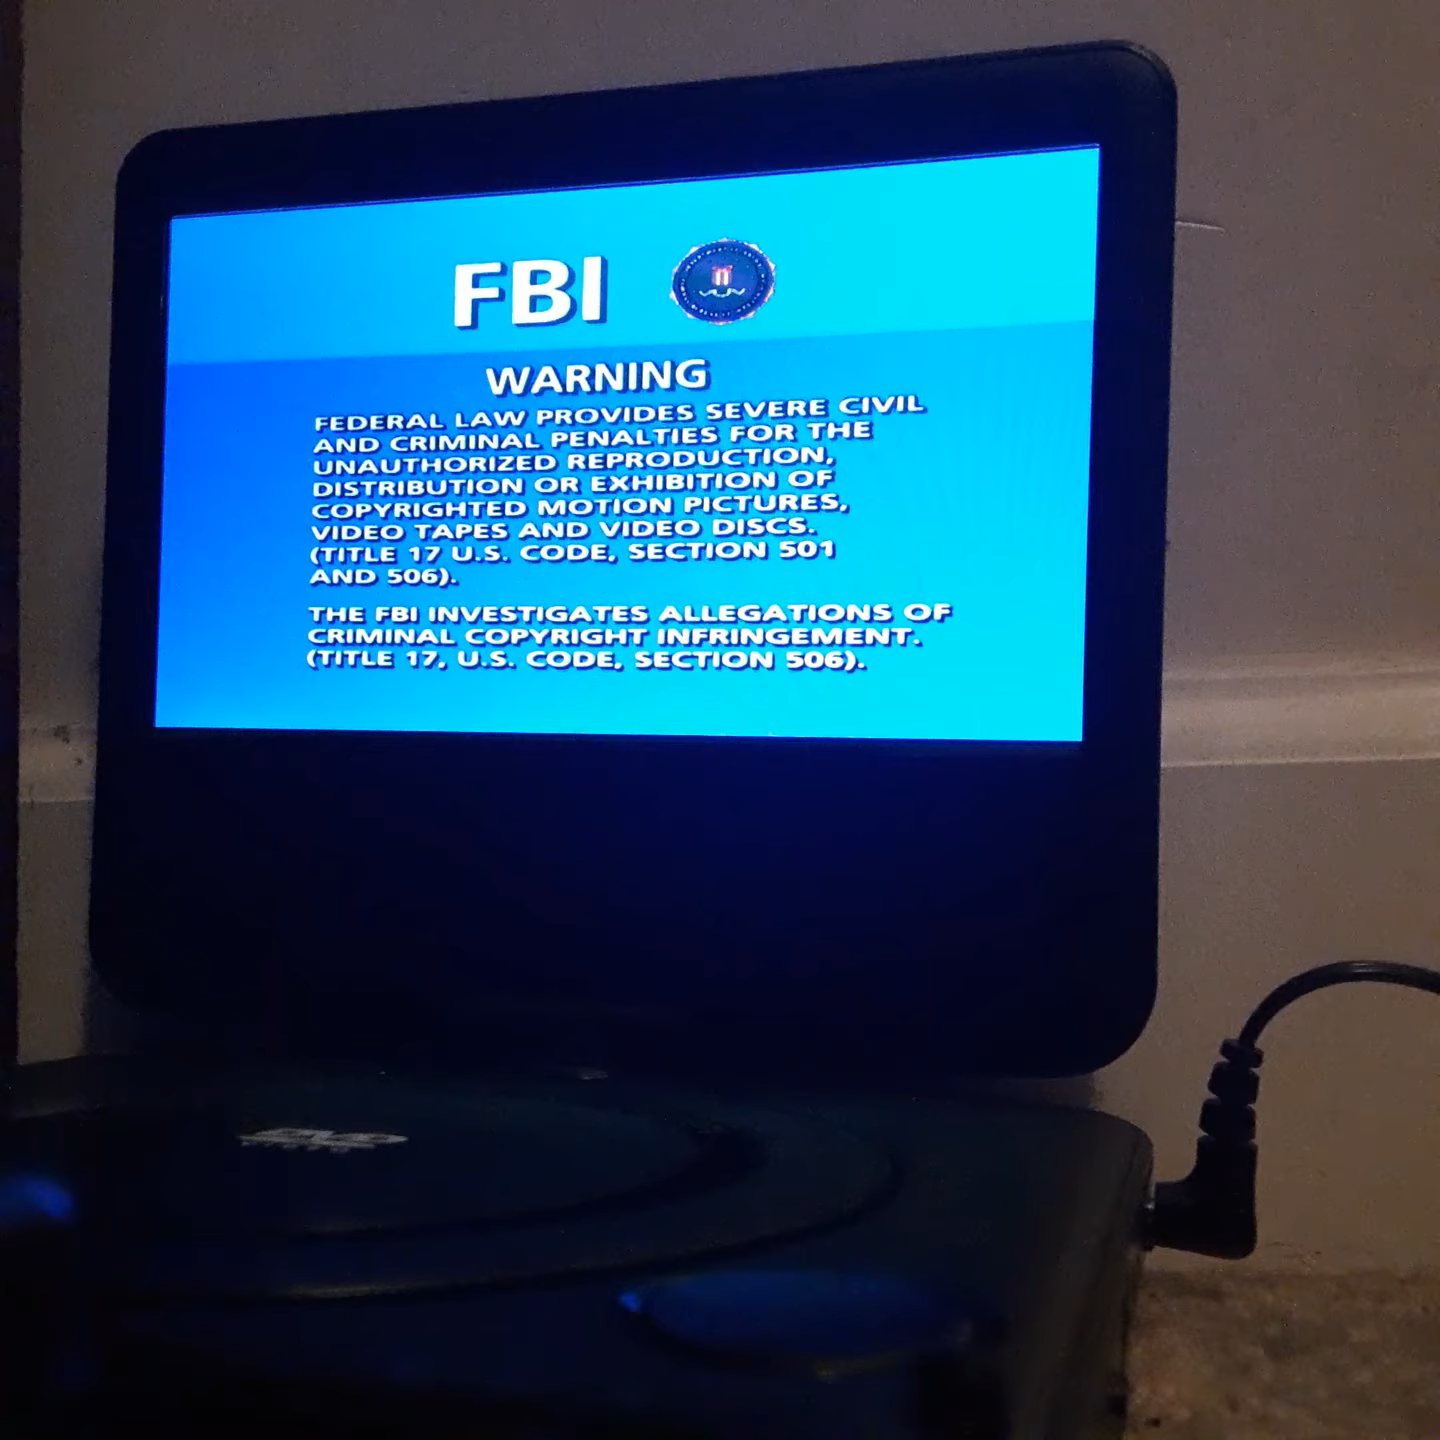 FBI
WARNING
FEDERAL LAW PROVIDES SEVERE CIVIL
AND CRIMINAL PENALTIES FOR THE
UNAUTHORIZED REPRODUCTION,
DISTRIBUTION OR EXHIBITION OF
COPYRIGHTED MOTION PICTURES,
VIDEO TAPES AND VIDEO DISCS.
(TITLE 17 U.S. CODE, SECTION 501
AND 506).
THE FBI INVESTIGATES ALLEGATIONS OF
CRIMINAL COPYRIGHT INFRINGEMENT.
(TITLE 17, U.S. CODE, SECTION 506).